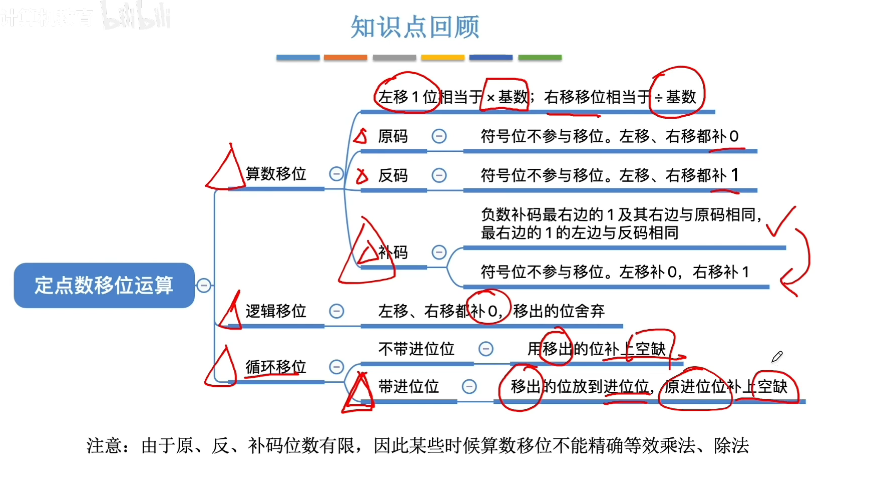 bilibili
知识点回顾
左移1位相当于×基数；右移移位相当于÷基数
原码
符号位不参与移位。左移、右移都补0
算数移位
反码
符号位不参与移位。左移、右移都补1
负数补码最右边的1及其右边与原码相同，
最右边的1的左边与反码相同
补码
符号位不参与移位。左移补0，右移补1
定点数移位运算
逻辑移位
左移、右移都补0，移出的位舍弃
不带进位位
用移出的位补上空缺
循环移位
带进位位
移出的位放到进位位，原进位位补上空缺
注意：由于原、反、补码位数有限，因此某些时候算数移位不能精确等效乘法、除法